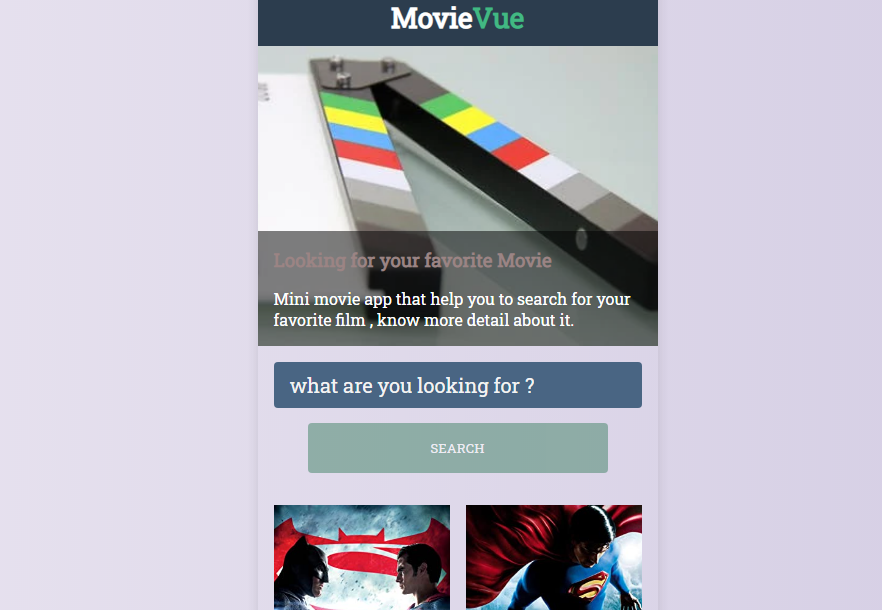 MovieVue
Looking for your favorite Movie
Mini movie app that help you to search for your
favorite film , know more detail about it.
what are you looking for ?
SEARCH